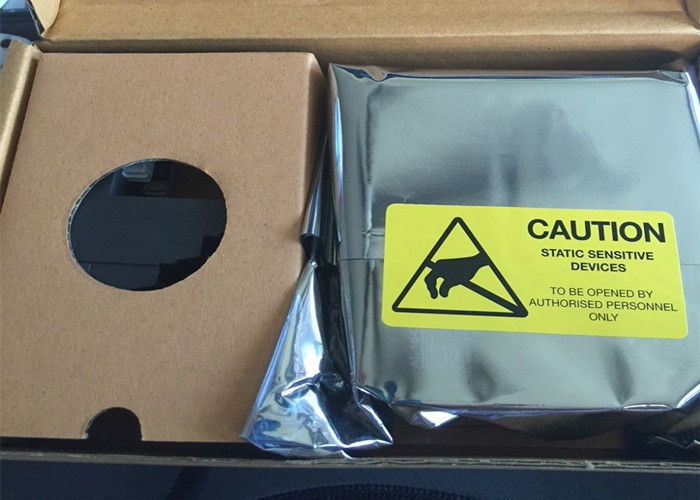 CAUTION
STATIC SENSITIVE
DEVICES
TO BE OPENED BY
AUTHORISED PERSONNEL
ONLY